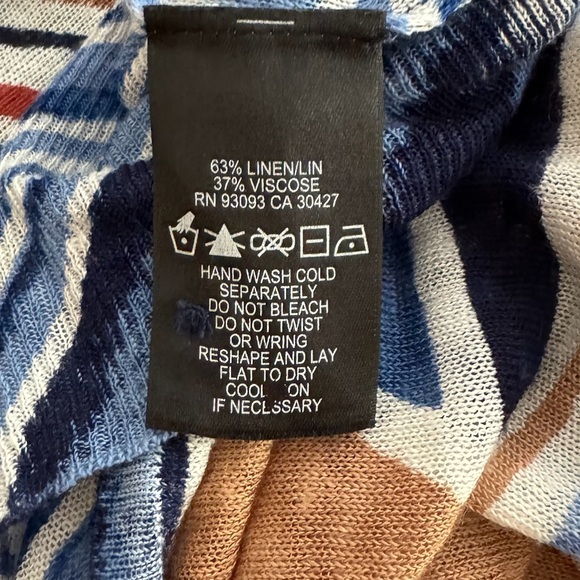 63% LINEN/LIN
37% VISCOSE
RN 93093 CA 30427
HAND WASH COLD
SEPARATELY
DO NOT BLEACH
DO NOT TWIST
OR WRING
RESHAPE AND LAY
FLAT TO DRY
COOL
IF NECESSARY